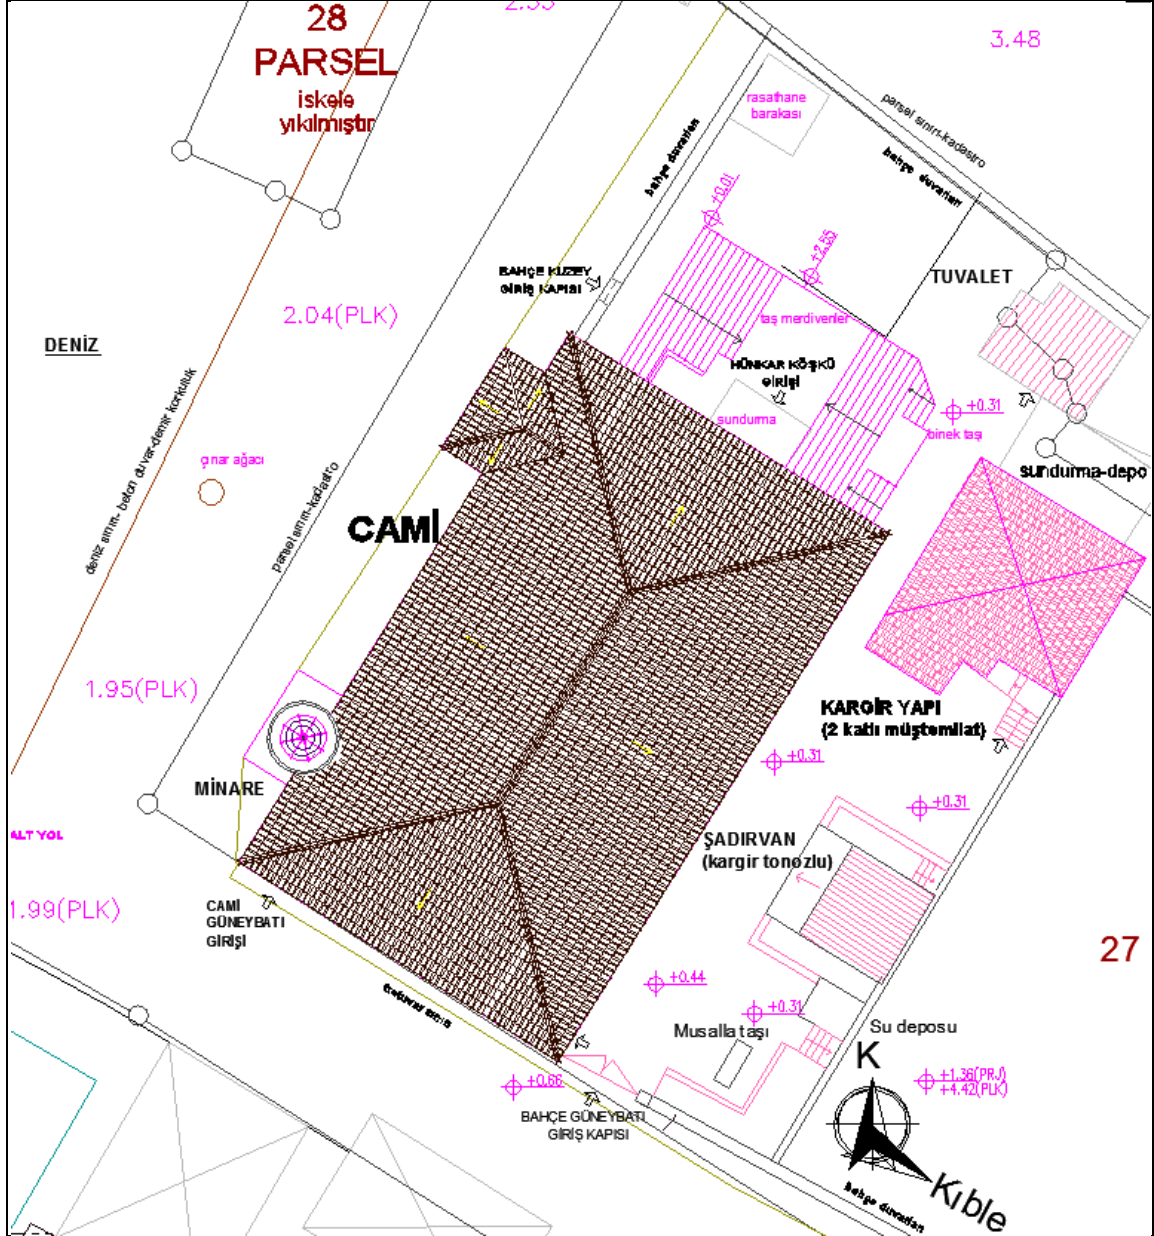 28
PARSEL
iskele
yıkılmıştır
3.48
rasathane
barakası
parsel sınırı-kadastro
bahçe duvarları
bahçe duvarları
+0.01
+2.55
BAHÇE KUZEY
GİRİŞ KAPISI
TUVALET
2.04(PLK)
taş merdivenler
DENİZ
HÜNKAR KÖŞKÜ
GİRİŞİ
+0.31
sundurma
binek taşı
deniz sınırı- beton duvar-demir korkuluk
çınar ağacı
parsel sınırı-kadastro
sundurma-depo
CAMİ
1.95(PLK)
KARGİR YAPI
(2 katlı müştemilat)
+0.31
MİNARE
+0.31
ALT YOL
ŞADIRVAN
(kargir tonozlu)
1.99(PLK)
CAMİ
GÜNEYBATI
GİRİŞİ
27
+0.44
tretuvar sınırı
+0.31
Musalla taşı
Su deposu
K
+1.36(PRJ)
+4.42(PLK)
+0.66
BAHÇE GÜNEYBATI
GİRİŞ KAPISI
Kıble
bahçe duvarları